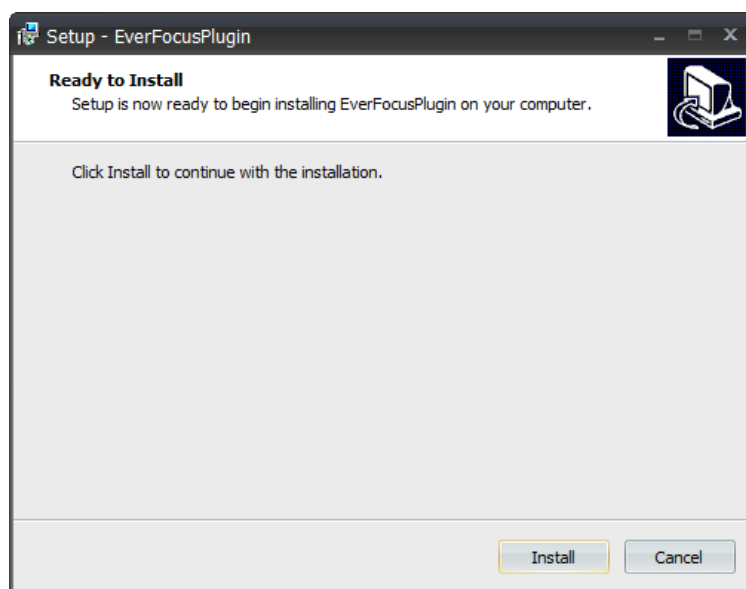 Setup - EverFocusPlugin
Ready to Install
Setup is now ready to begin installing EverFocusPlugin on your computer.
Click Install to continue with the installation.
Install
Cancel